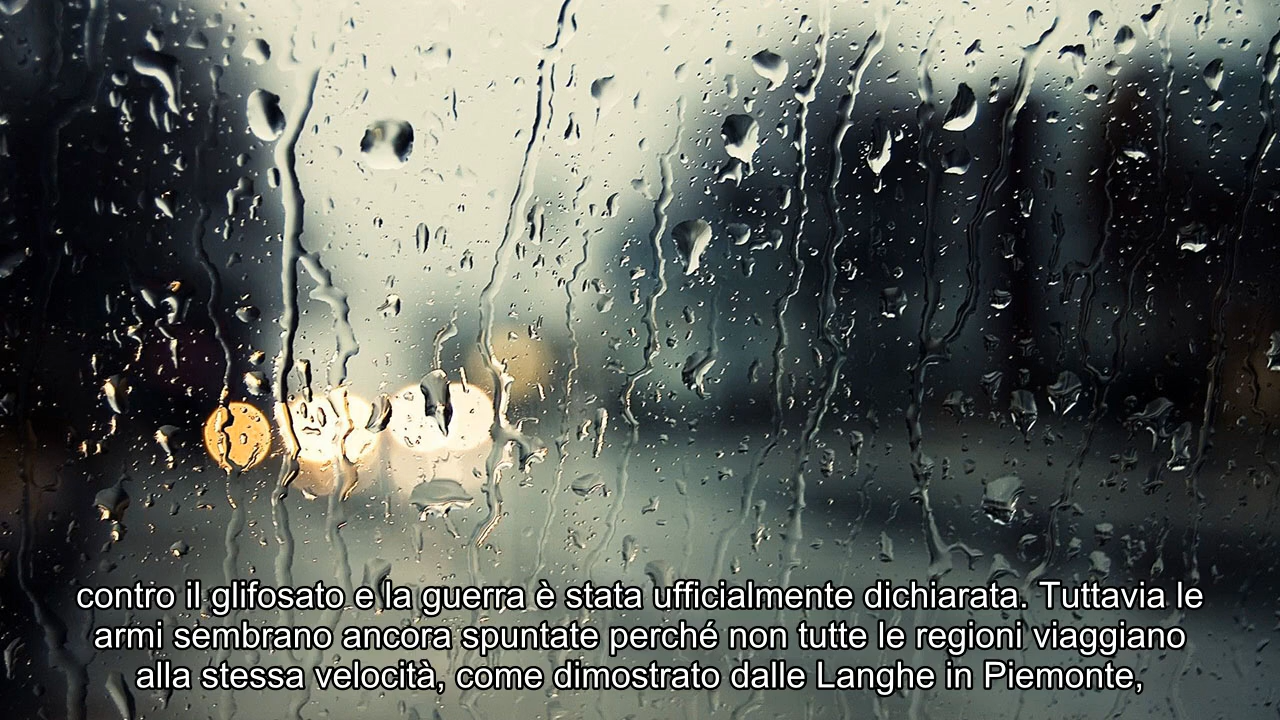 contro il glifosato e la guerra è stata ufficialmente dichiarata. Tuttavia le
armi sembrano ancora spuntate perché non tutte le regioni viaggiano
alla stessa velocità, come dimostrato dalle Langhe in Piemonte,